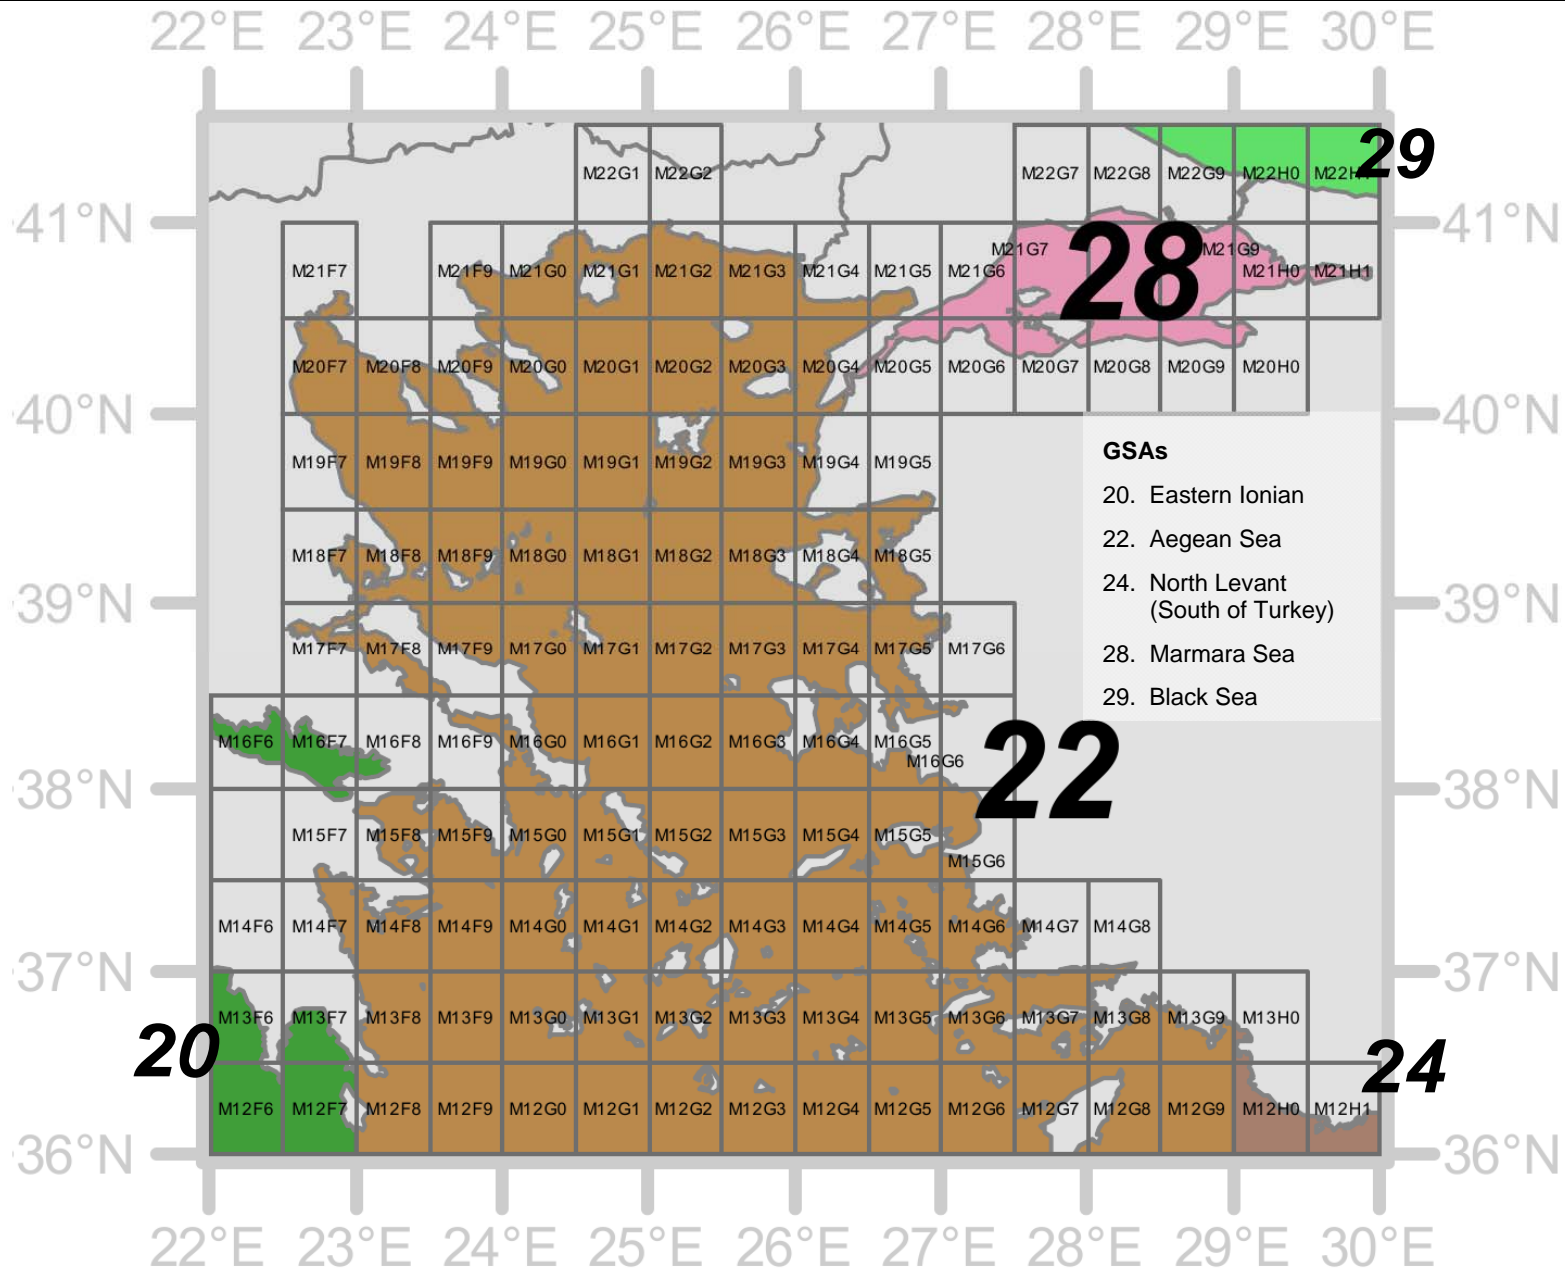 22°E 23°E 24°E 25°E 26°E 27°E 28°E 29°E 30°E
29
M22G1 M22G2 M22G7 M22G8 M22G9 M22H0 M22H1
41°N 41°N
28
M21G7 M21G9
M21F7 M21F9 M21G0 M21G1 M21G2 M21G3 M21G4 M21G5 M21G6 M21H0 M21H1
M20F7 M20F8 M20F9 M20G0 M20G1 M20G2 M20G3 M20G4 M20G5 M20G6 M20G7 M20G8 M20G9 M20H0
40°N 40°N
M19F7 M19F8 M19F9 M19G0 M19G1 M19G2 M19G3 M19G4 M19G5
GSAs
20. Eastern Ionian
22. Aegean Sea
24. North Levant
(South of Turkey)
28. Marmara Sea
29. Black Sea
M18F7 M18F8 M18F9 M18G0 M18G1 M18G2 M18G3 M18G4 M18G5
39°N 39°N
M17F7 M17F8 M17F9 M17G0 M17G1 M17G2 M17G3 M17G4 M17G5 M17G6
M16F6 M16F7 M16F8 M16F9 M16G0 M16G1 M16G2 M16G3 M16G4 M16G5
M16G6
22
38°N 38°N
M15F7 M15F8 M15F9 M15G0 M15G1 M15G2 M15G3 M15G4 M15G5
M15G6
M14F6 M14F7 M14F8 M14F9 M14G0 M14G1 M14G2 M14G3 M14G4 M14G5 M14G6 M14G7 M14G8
37°N 37°N
M13F6 M13F7 M13F8 M13F9 M13G0 M13G1 M13G2 M13G3 M13G4 M13G5 M13G6 M13G7 M13G8 M13G9 M13H0
20 24
M12F6 M12F7 M12F8 M12F9 M12G0 M12G1 M12G2 M12G3 M12G4 M12G5 M12G6 M12G7 M12G8 M12G9 M12H0 M12H1
36°N 36°N
22°E 23°E 24°E 25°E 26°E 27°E 28°E 29°E 30°E